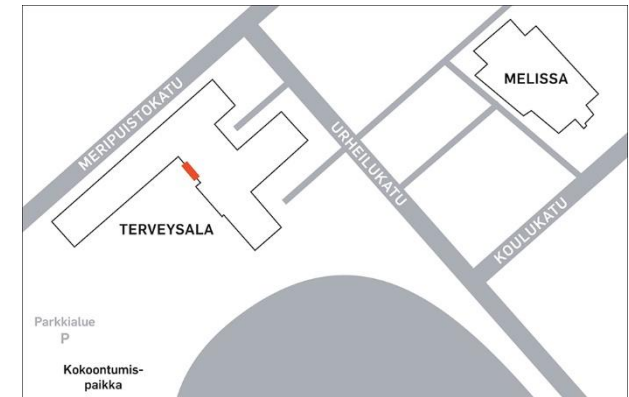 MELISSA
MERIPUISTOKATU
URHEILUKATU
KOULUKATU
TERVEYSALA
Parkkialue
P
Kokoontumis-
paikka